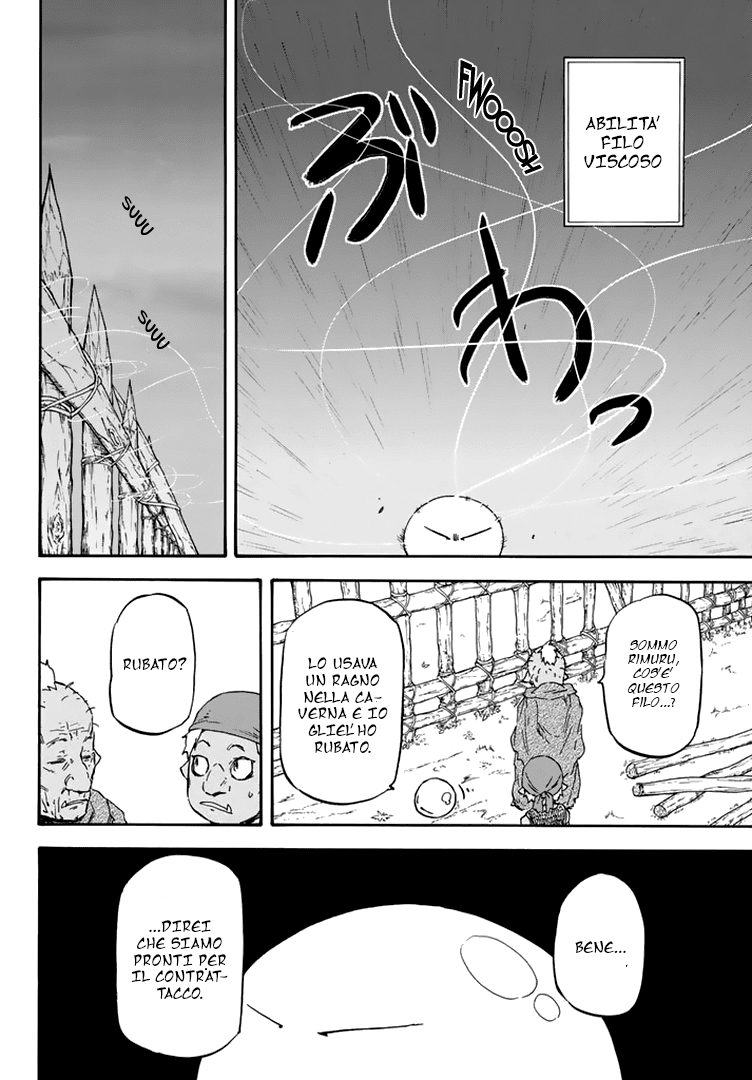 ABILITA'
FILO
VISCOSO
FWOOOSH
ぶ
わっ
SUUU
SUUU
SOMMO
RIMURU,
COS'E'
QUESTO
FILO...?
LO USAVA
UN RAGNO
NELLA CA-
VERNA E IO
GLIEL'HO
RUBATO.
RUBATO?
BENE...
...DIREI
CHE SIAMO
PRONTI PER
IL CONTRAT-
TACCO.